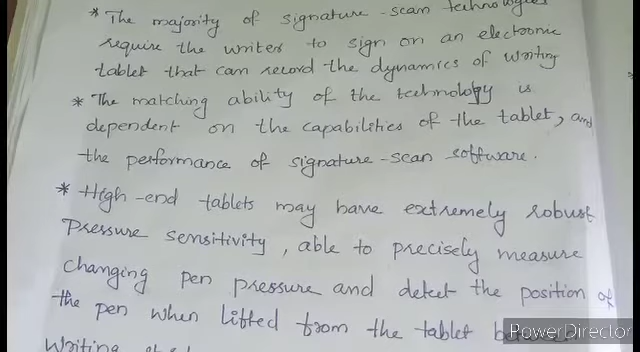 * The majority of signature-scan technologies
require the writer to sign on an electronic
tablet that can record the dynamics of writing
* The matching ability of the technology is
dependent on the capabilities of the tablet, and
the performance of signature-scan software.
* High-end tablets may have extremely robust
Pressure sensitivity, able to precisely measure
changing pen pressure and detect the position of
the pen when lifted from the tablet
PowerDirector
Writing